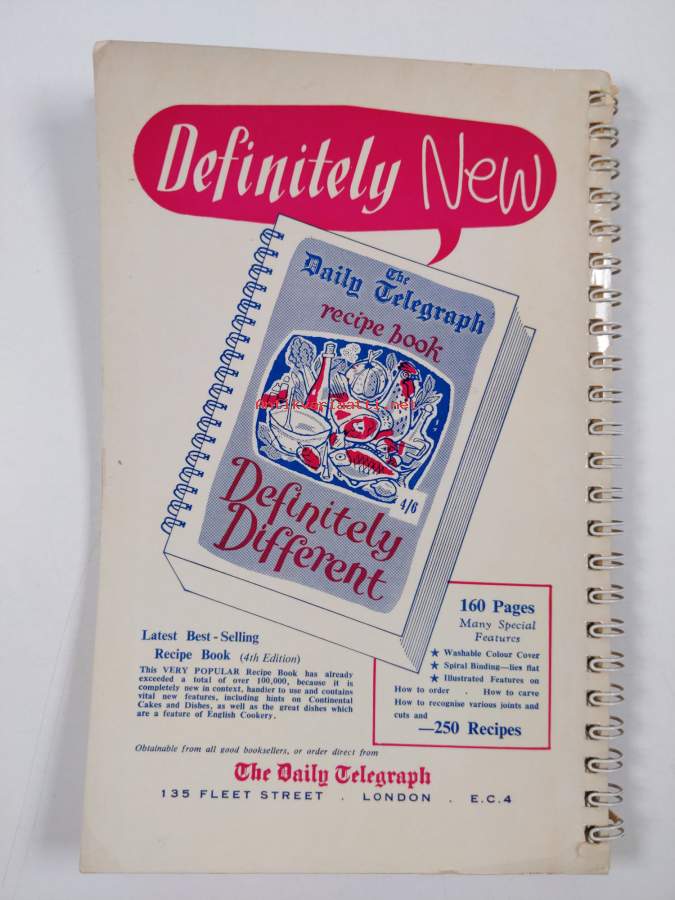 Definitely New
The
Daily Telegraph
recipe book
antikvariaatti.net
4/6
Definitely
Different
160 Pages
Many Special
Features
★ Washable Colour Cover
★ Spiral Binding—lies flat
★ Illustrated Features on
How to order . How to carve
How to recognise various joints and
cuts and
—250 Recipes
Latest Best-Selling
Recipe Book (4th Edition)
This VERY POPULAR Recipe Book has already
exceeded a total of over 100,000, because it is
completely new in context, handier to use and contains
vital new features, including hints on Continental
Cakes and Dishes, as well as the great dishes which
are a feature of English Cookery.
Obtainable from all good booksellers, or order direct from
The Daily Telegraph
135 FLEET STREET . LONDON . E.C.4